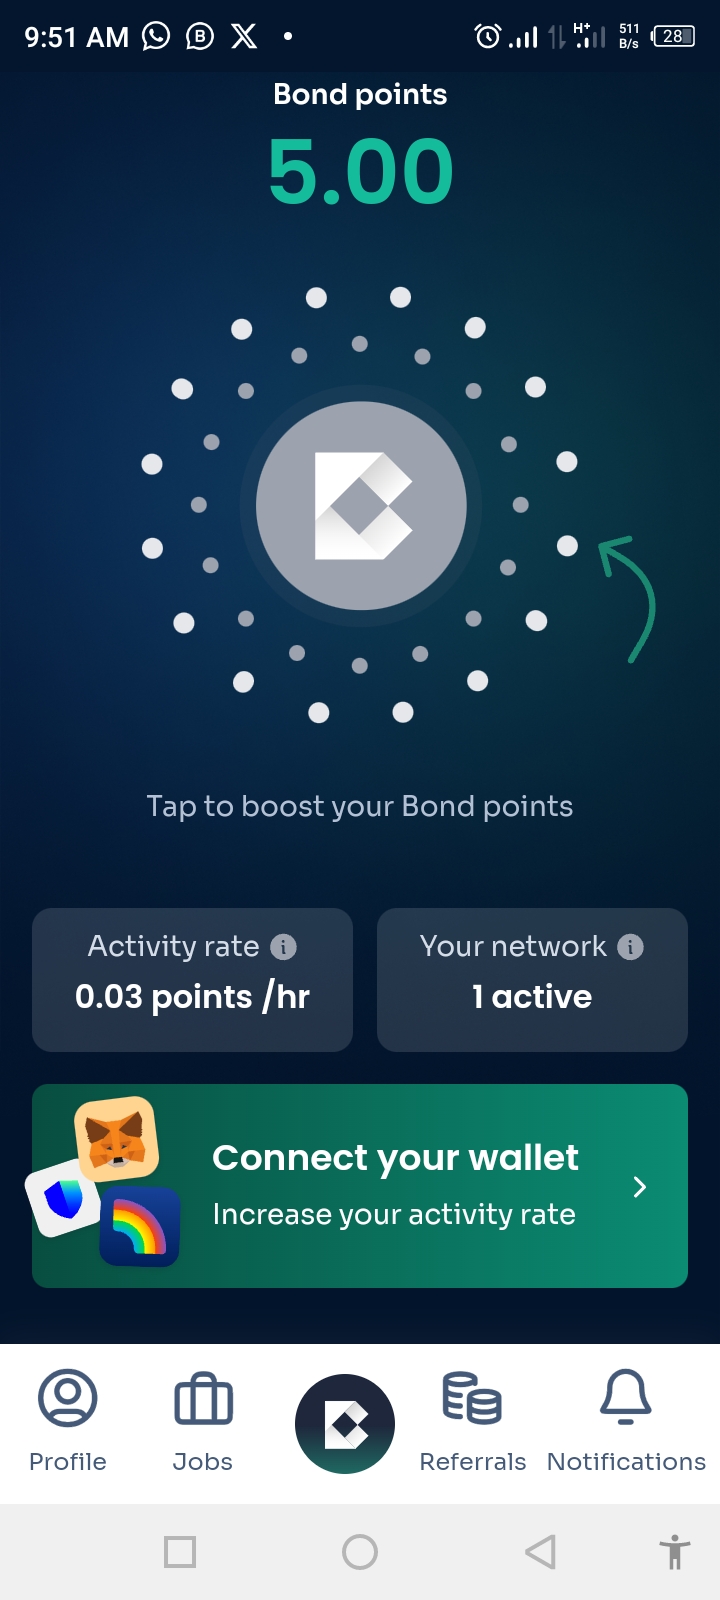 9:51 AM
H+
511
B/s
28
Bond points
5.00
Tap to boost your Bond points
Activity rate
0.03 points /hr
Your network
1 active
Connect your wallet
Increase your activity rate
Profile
Jobs
Referrals
Notifications